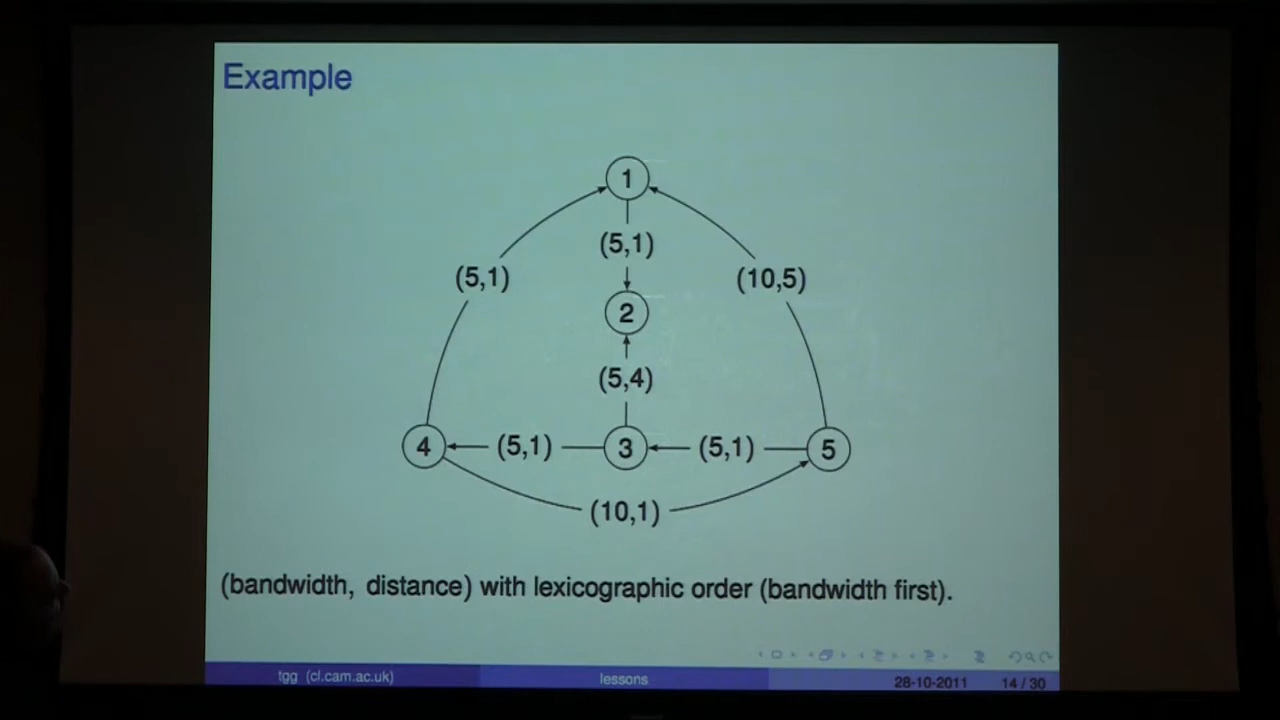 Example
1
(5,1)
(5,1)
(10,5)
2
(5,4)
4
(5,1)
3
(5,1)
5
(10,1)
(bandwidth, distance) with lexicographic order (bandwidth first).
tgg (cl.cam.ac.uk)
lessons
28-10-2011
14 / 30